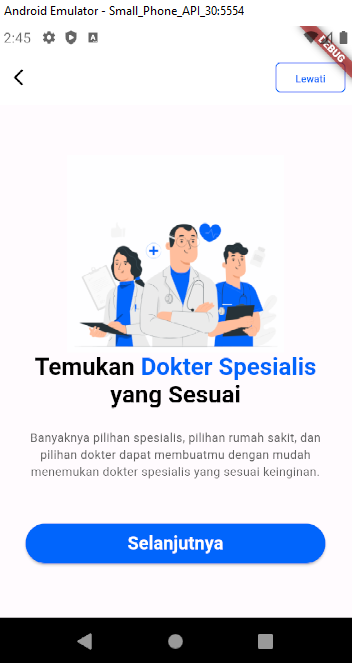 Android Emulator - Small_Phone_API_30:5554
2:45
DEBUG
Lewati
Temukan Dokter Spesialis
yang Sesuai
Banyaknya pilihan spesialis, pilihan rumah sakit, dan
pilihan dokter dapat membuatmu dengan mudah
menemukan dokter spesialis yang sesuai keinginan.
Selanjutnya